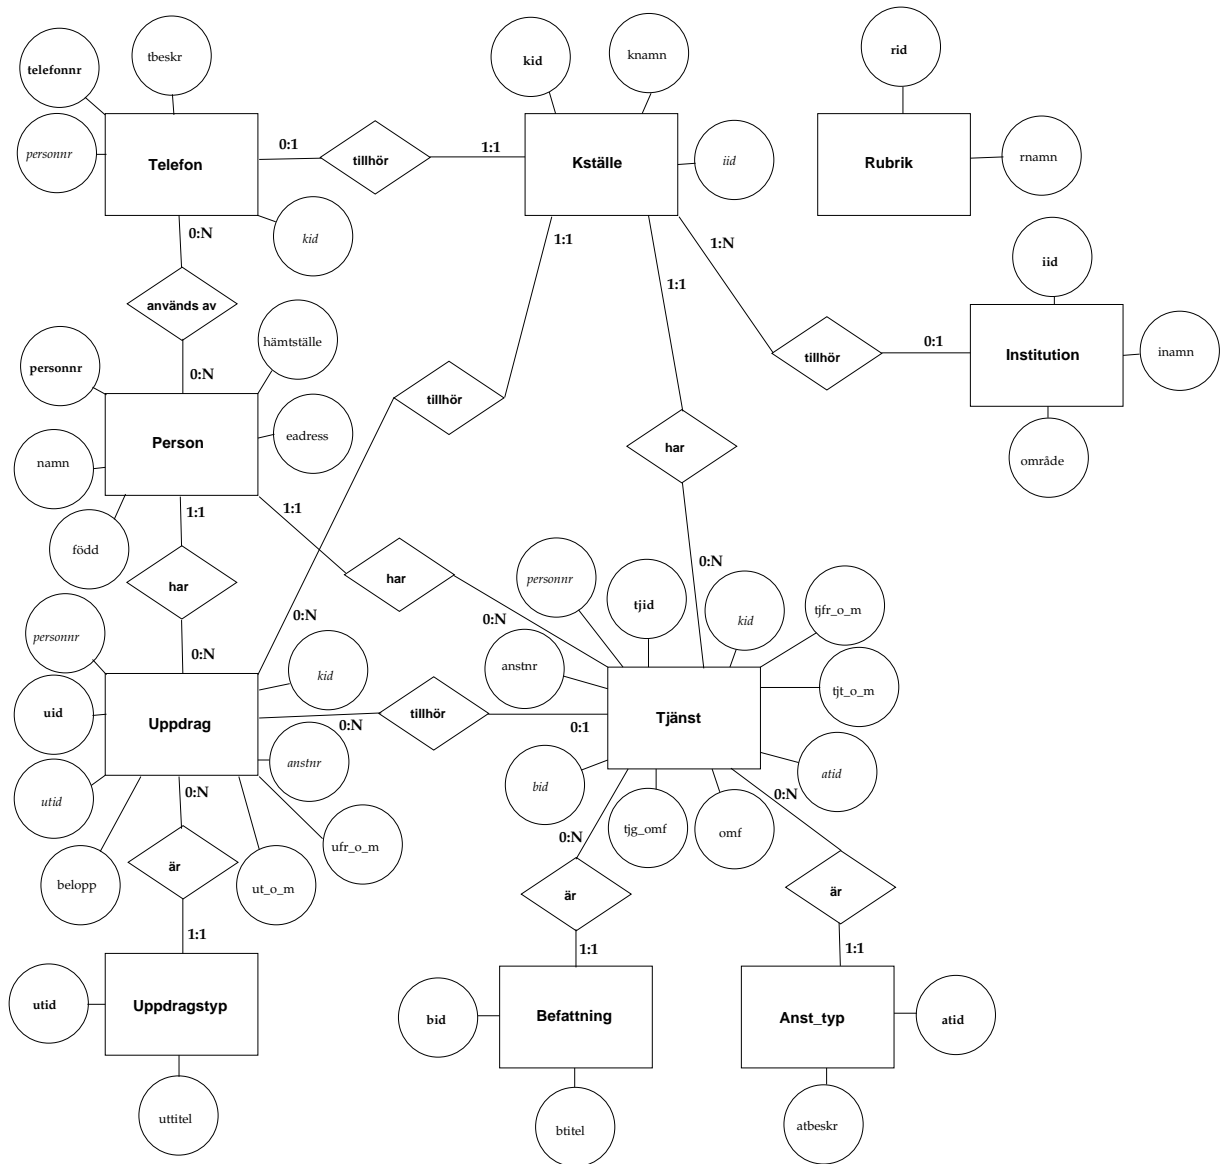 tbeskr
telefonnr
kid
knamn
rid
personnr
Telefon
0:1
tillhör
1:1
Kställe
iid
Rubrik
rnamn
kid
0:N
1:1
1:N
iid
används av
1:1
hämtställe
personnr
0:N
tillhör
0:1
Institution
inamn
tillhör
Person
eadress
namn
har
område
1:1
1:1
född
har
har
0:N
personnr
tjid
kid
tjfr_o_m
personnr
0:N
0:N
0:N
kid
anstnr
tjt_o_m
uid
Uppdrag
0:N
tillhör
0:1
Tjänst
utid
anstnr
bid
atid
0:N
0:N
tjg_omf
omf
0:N
ufr_o_m
belopp
är
ut_o_m
är
är
1:1
1:1
1:1
utid
Uppdragstyp
bid
Befattning
Anst_typ
atid
uttitel
btitel
atbeskr